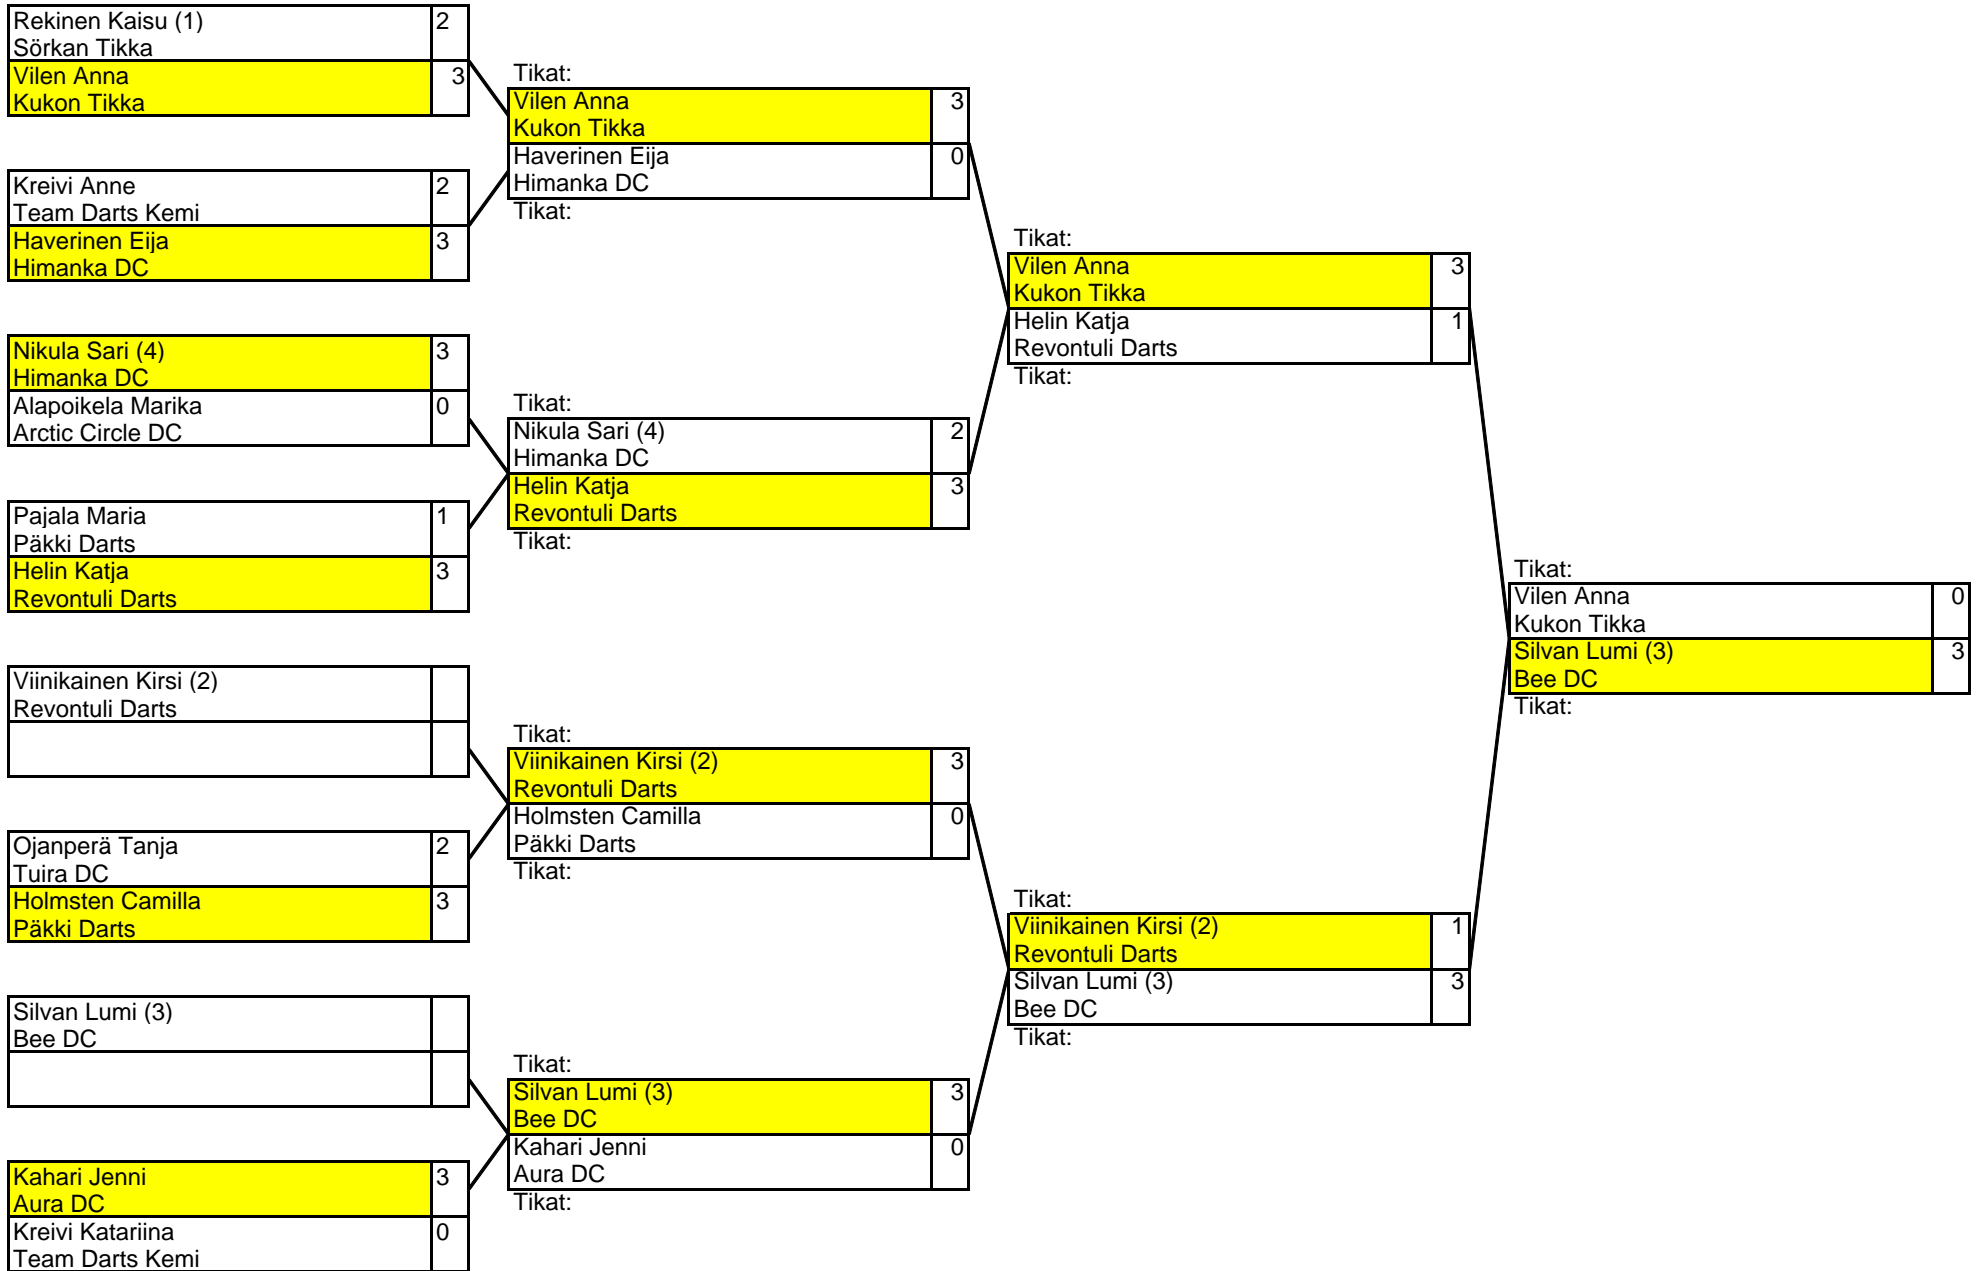 Rekinen Kaisu (1) 2
Sörkan Tikka
Vilen Anna 3
Kukon Tikka
Kreivi Anne 2
Team Darts Kemi
Haverinen Eija 3
Himanka DC
Nikula Sari (4) 3
Himanka DC
Alapoikela Marika 0
Arctic Circle DC
Pajala Maria 1
Päkki Darts
Helin Katja 3
Revontuli Darts
Viinikainen Kirsi (2)
Revontuli Darts
Ojanperä Tanja 2
Tuira DC
Holmsten Camilla 3
Päkki Darts
Silvan Lumi (3)
Bee DC
Kahari Jenni 3
Aura DC
Kreivi Katariina 0
Team Darts Kemi
Tikat:
Vilen Anna 3
Kukon Tikka
Haverinen Eija 0
Himanka DC
Tikat:
Tikat:
Nikula Sari (4) 2
Himanka DC
Helin Katja 3
Revontuli Darts
Tikat:
Tikat:
Viinikainen Kirsi (2) 3
Revontuli Darts
Holmsten Camilla 0
Päkki Darts
Tikat:
Tikat:
Silvan Lumi (3) 3
Bee DC
Kahari Jenni 0
Aura DC
Tikat:
Tikat:
Vilen Anna 3
Kukon Tikka
Helin Katja 1
Revontuli Darts
Tikat:
Tikat:
Viinikainen Kirsi (2) 1
Revontuli Darts
Silvan Lumi (3) 3
Bee DC
Tikat:
Tikat:
Vilen Anna 0
Kukon Tikka
Silvan Lumi (3) 3
Bee DC
Tikat: